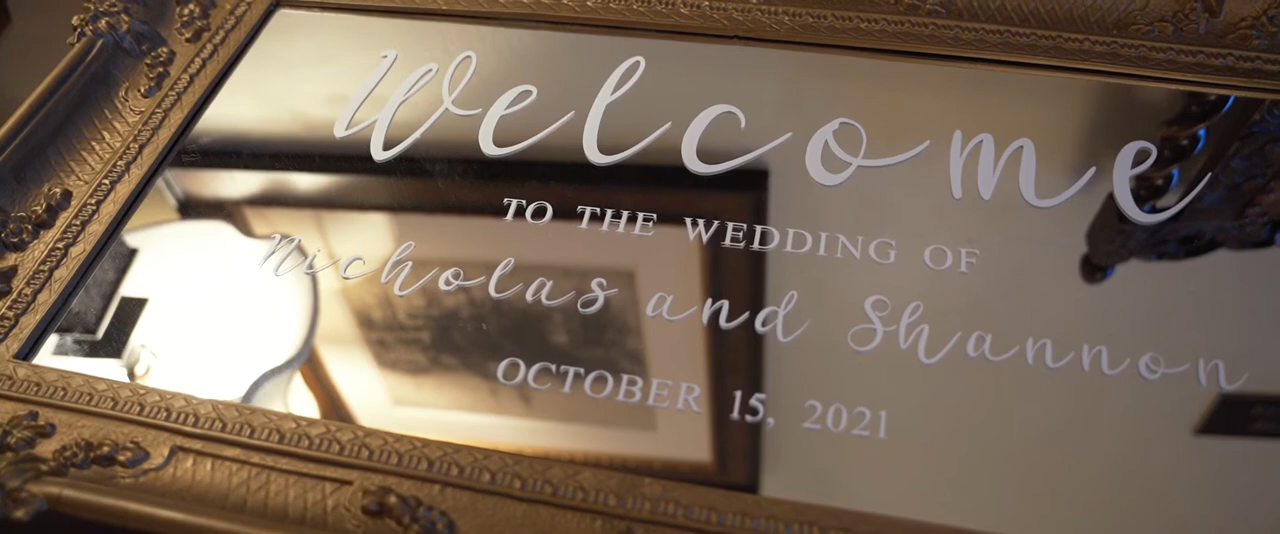 Welcome
TO THE WEDDING OF
Nicholas and Shannon
OCTOBER 15, 2021